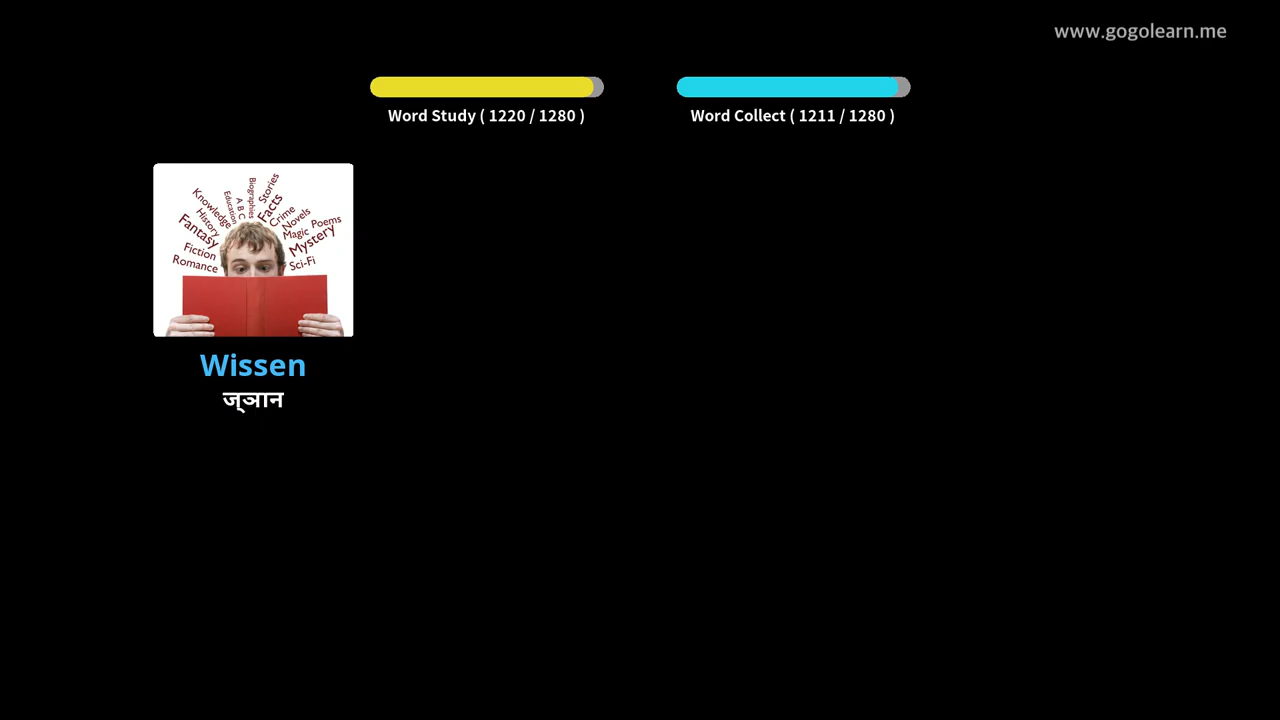 www.gogolearn.me
Word Study ( 1220 / 1280 )
Word Collect ( 1211 / 1280 )
Stories
Biographies
Facts
A B C
Education
Knowledge
Crime
Novels
History
Poems
Magic
Fantasy
Mystery
Fiction
Sci-Fi
Romance
Wissen
ज्ञान